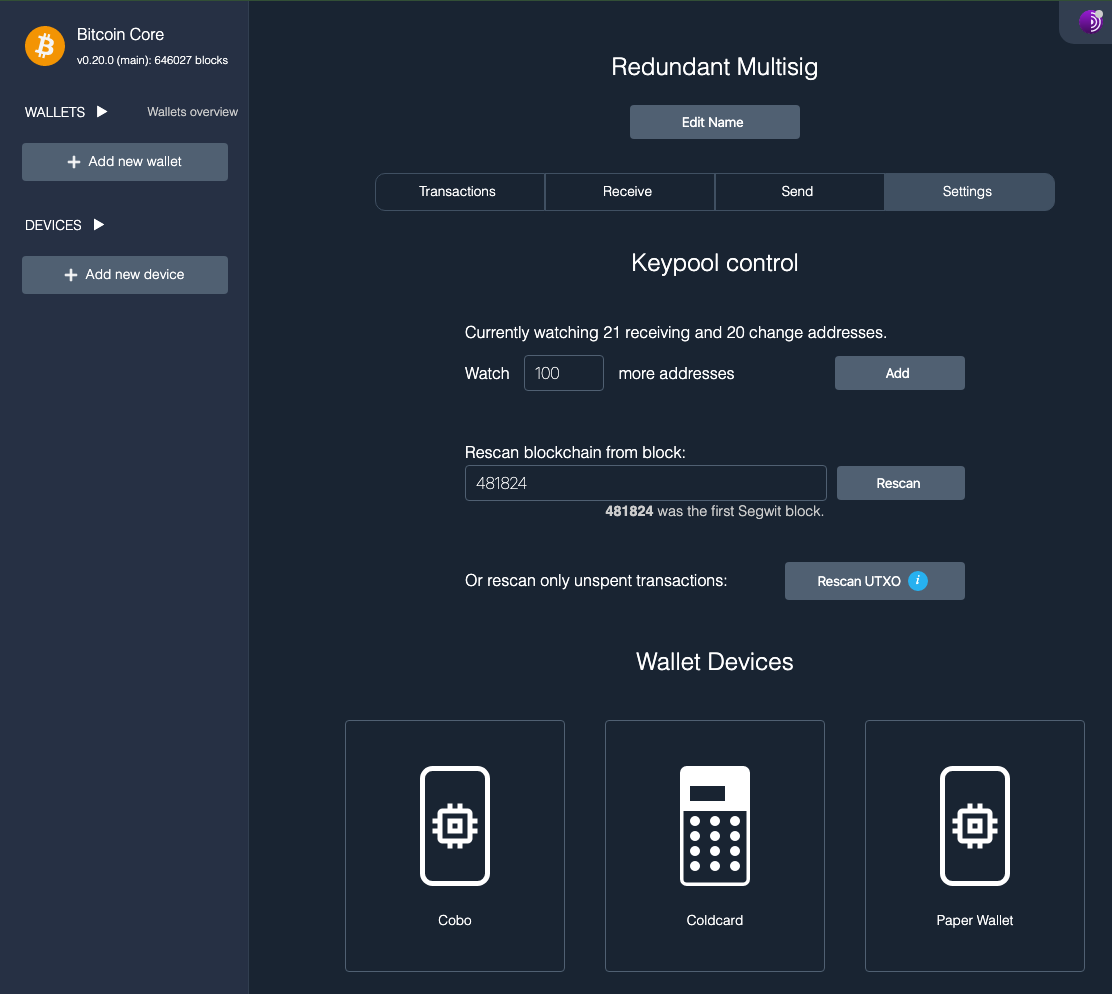 Bitcoin Core
v0.20.0 (main): 646027 blocks
WALLETS
Wallets overview
Add new wallet
DEVICES
Add new device
Redundant Multisig
Edit Name
Transactions
Receive
Send
Settings
Keypool control
Currently watching 21 receiving and 20 change addresses.
Watch 100 more addresses
Add
Rescan blockchain from block:
481824
Rescan
481824 was the first Segwit block.
Or rescan only unspent transactions:
Rescan UTXO i
Wallet Devices
Cobo
Coldcard
Paper Wallet